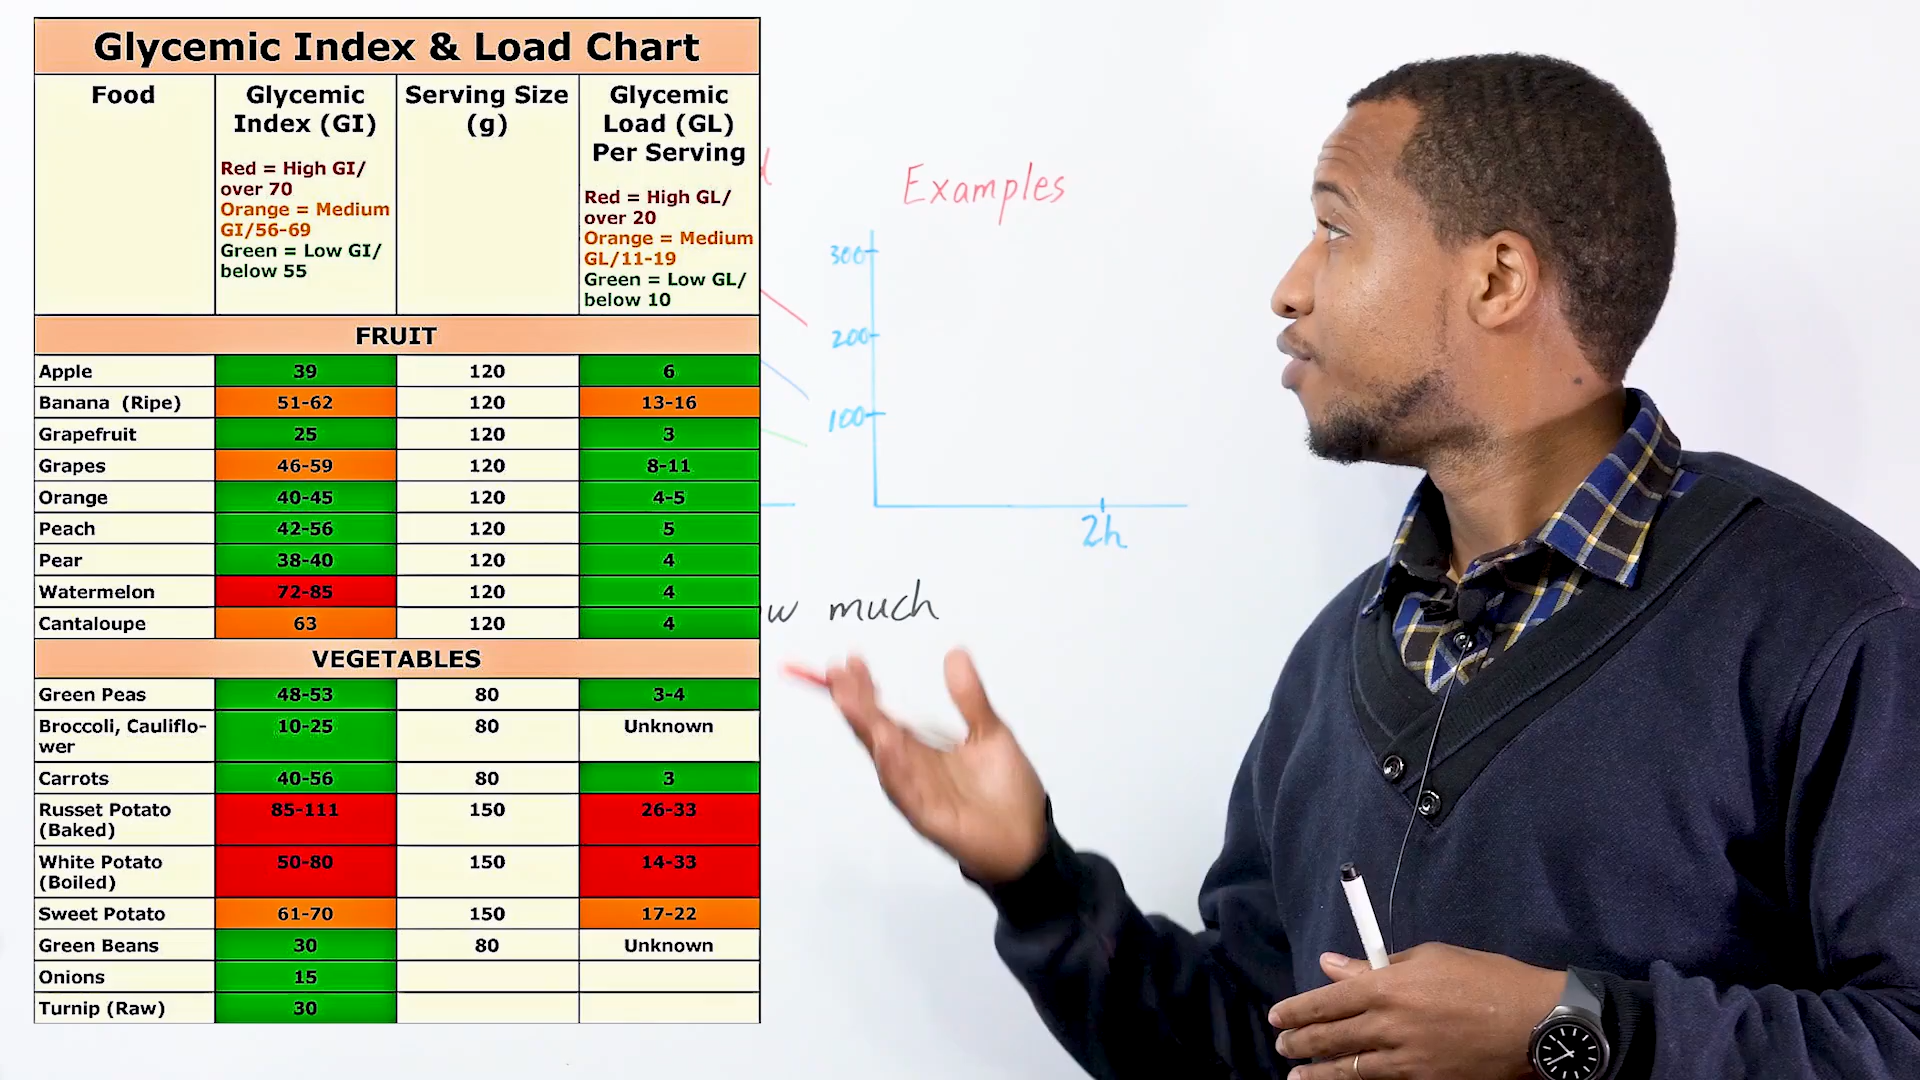 Glycemic Index & Load Chart
Food Glycemic Index (GI) Serving Size (g) Glycemic Load (GL) Per Serving
Red = High GI/
over 70
Orange = Medium
GI/56-69
Green = Low GI/
below 55
Red = High GL/
over 20
Orange = Medium
GL/11-19
Green = Low GL/
below 10
FRUIT
Apple 39 120 6
Banana (Ripe) 51-62 120 13-16
Grapefruit 25 120 3
Grapes 46-59 120 8-11
Orange 40-45 120 4-5
Peach 42-56 120 5
Pear 38-40 120 4
Watermelon 72-85 120 4
Cantaloupe 63 120 4
VEGETABLES
Green Peas 48-53 80 3-4
Broccoli, Cauliflo-
wer 10-25 80 Unknown
Carrots 40-56 80 3
Russet Potato
(Baked) 85-111 150 26-33
White Potato
(Boiled) 50-80 150 14-33
Sweet Potato 61-70 150 17-22
Green Beans 30 80 Unknown
Onions 15
Turnip (Raw) 30
Examples
300
200
100
2h
much